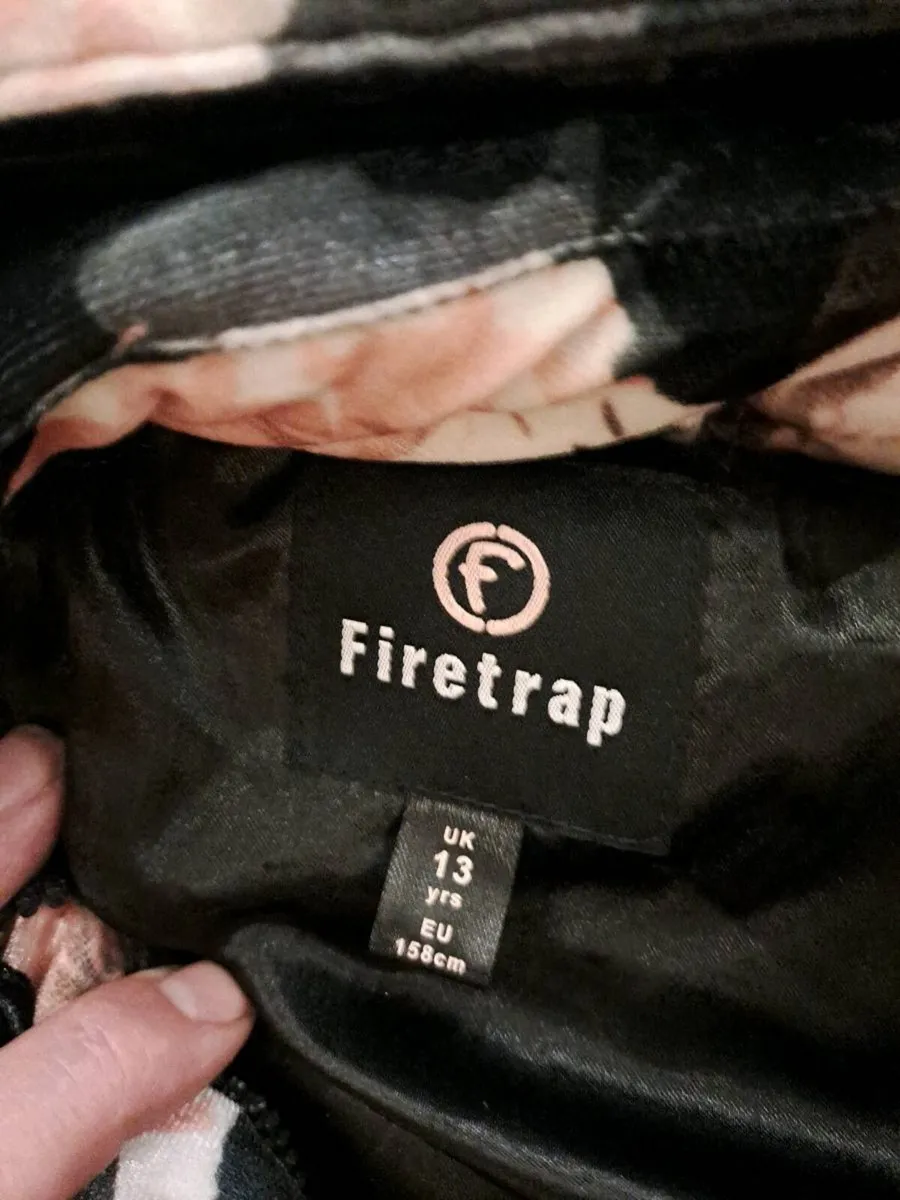 F
Firetrap
UK
13
yrs
EU
158cm